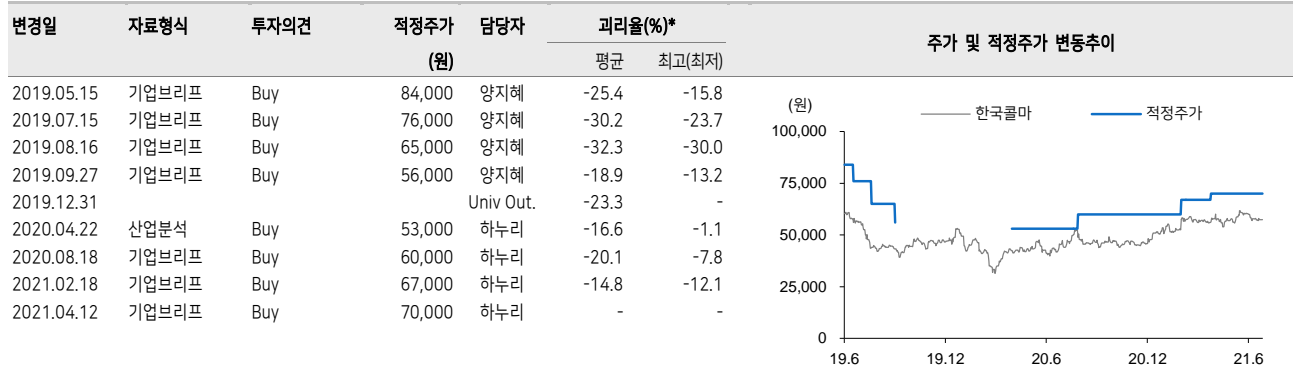 변경일 자료형식 투자의견 적정주가 담당자 괴리율(%)* 주가 및 적정주가 변동추이
(원) 평균 최고(최저)
2019.05.15 기업브리프 Buy 84,000 양지혜 -25.4 -15.8
2019.07.15 기업브리프 Buy 76,000 양지혜 -30.2 -23.7
2019.08.16 기업브리프 Buy 65,000 양지혜 -32.3 -30.0
2019.09.27 기업브리프 Buy 56,000 양지혜 -18.9 -13.2
2019.12.31 Univ Out. -23.3 -
2020.04.22 산업분석 Buy 53,000 하누리 -16.6 -1.1
2020.08.18 기업브리프 Buy 60,000 하누리 -20.1 -7.8
2021.02.18 기업브리프 Buy 67,000 하누리 -14.8 -12.1
2021.04.12 기업브리프 Buy 70,000 하누리 - -
(원) 한국콜마 적정주가
100,000
75,000
50,000
25,000
0
19.6 19.12 20.6 20.12 21.6